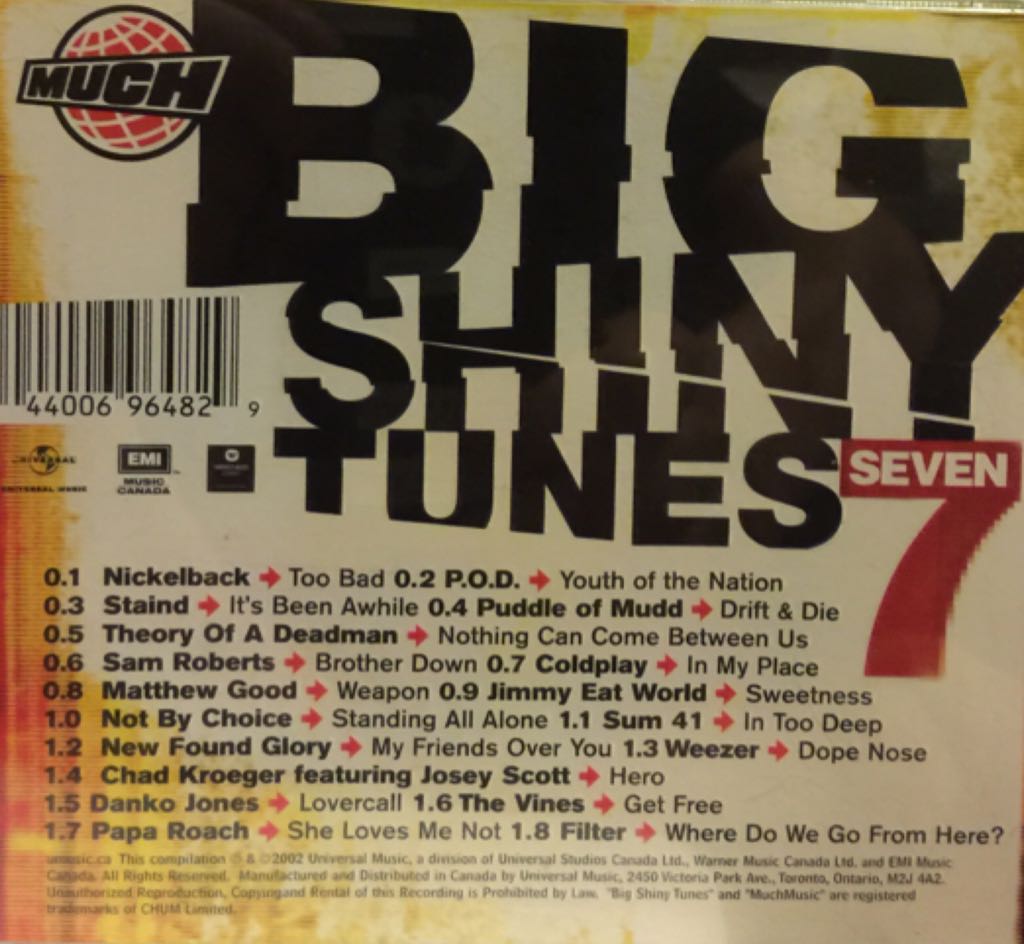 MUCH
BIG
SHINY
TUNES
SEVEN
7
44006 96482 9
UNIVERSAL
UNIVERSAL MUSIC
EMI
MUSIC
CANADA
0.1 Nickelback → Too Bad 0.2 P.O.D. → Youth of the Nation
0.3 Staind → It's Been Awhile 0.4 Puddle of Mudd → Drift & Die
0.5 Theory Of A Deadman → Nothing Can Come Between Us
0.6 Sam Roberts → Brother Down 0.7 Coldplay → In My Place
0.8 Matthew Good → Weapon 0.9 Jimmy Eat World → Sweetness
1.0 Not By Choice → Standing All Alone 1.1 Sum 41 → In Too Deep
1.2 New Found Glory → My Friends Over You 1.3 Weezer → Dope Nose
1.4 Chad Kroeger featuring Josey Scott → Hero
1.5 Danko Jones → Lovercall 1.6 The Vines → Get Free
1.7 Papa Roach → She Loves Me Not 1.8 Filter → Where Do We Go From Here?
umusic.ca This compilation ℗ & ©2002 Universal Music, a division of Universal Studios Canada Ltd., Warner Music Canada Ltd. and EMI Music
Canada. All Rights Reserved. Manufactured and Distributed in Canada by Universal Music, 2450 Victoria Park Ave., Toronto, Ontario, M2J 4A2.
Unauthorized Reproduction, Copyingand Rental of this Recording is Prohibited by Law. "Big Shiny Tunes" and "MuchMusic" are registered
trademarks of CHUM Limited.